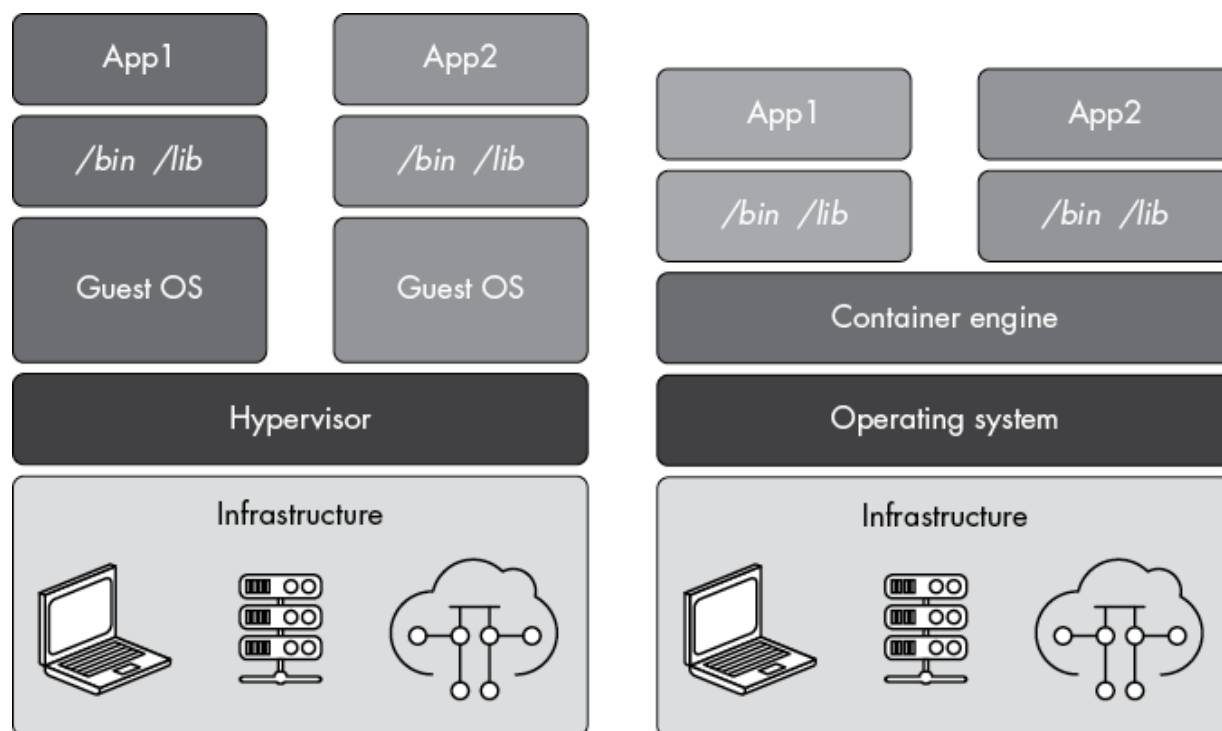 App1
/bin /lib
Guest OS
App2
/bin /lib
Guest OS
Hypervisor
Infrastructure
App1
/bin /lib
App2
/bin /lib
Container engine
Operating system
Infrastructure